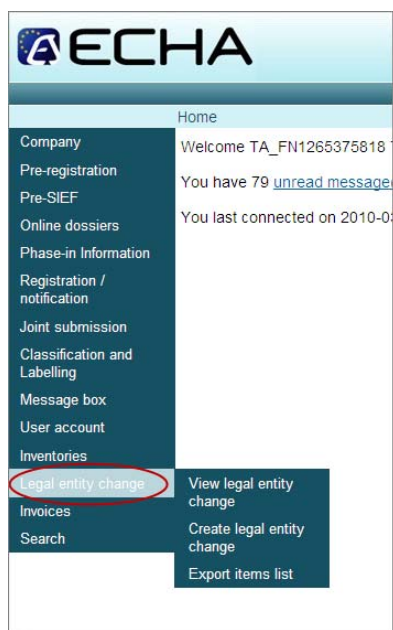 ECHA
Home
Company
Pre-registration
Pre-SIEF
Online dossiers
Phase-in Information
Registration /
notification
Joint submission
Classification and
Labelling
Message box
User account
Inventories
Legal entity change
Invoices
Search
Welcome TA_FN1265375818
You have 79 unread message
You last connected on 2010-0
View legal entity
change
Create legal entity
change
Export items list